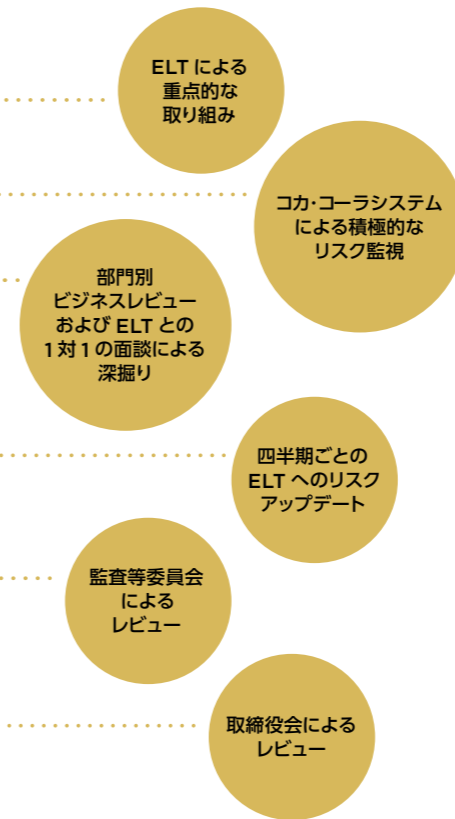 ELT による
重点的な
取り組み
コカ・コーラシステム
による積極的な
リスク監視
部門別
ビジネスレビュー
および ELT との
1対1の面談による
深掘り
四半期ごとの
ELT へのリスク
アップデート
監査等委員会
による
レビュー
取締役会による
レビュー